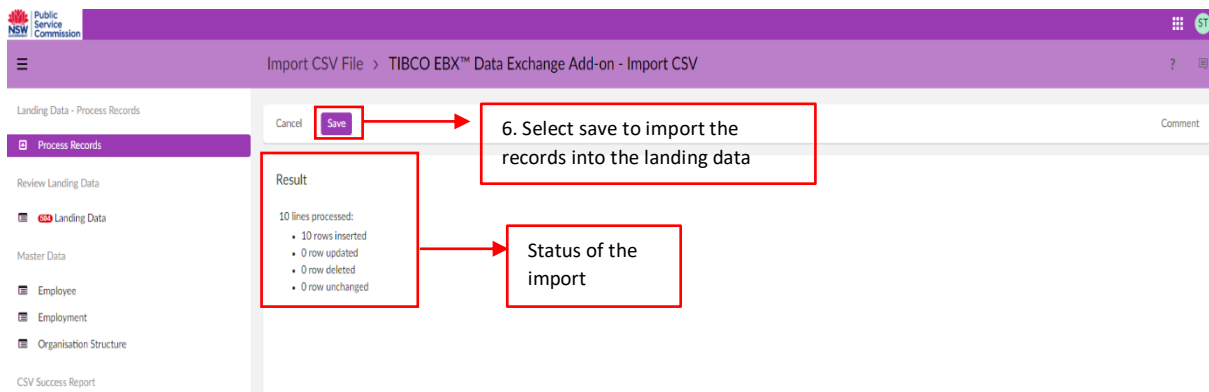 Public
Service
Commission
NSW
ST
Import CSV File > TIBCO EBX™ Data Exchange Add-on - Import CSV
?
Landing Data - Process Records
Cancel
Save
6. Select save to import the
records into the landing data
Comment
Process Records
Review Landing Data
504 Landing Data
Master Data
Employee
Employment
Organisation Structure
CSV Success Report
Result
10 lines processed:
• 10 rows inserted
• 0 row updated
• 0 row deleted
• 0 row unchanged
Status of the
import